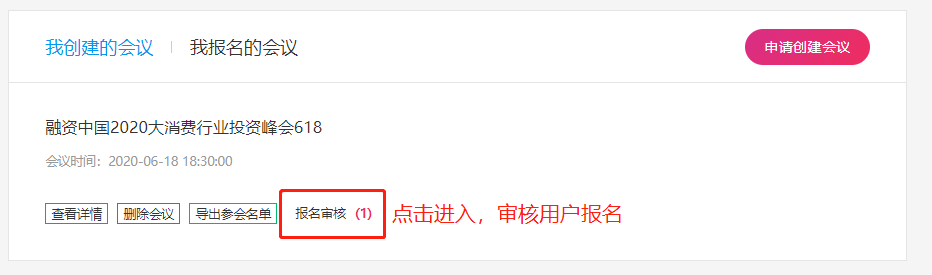 我创建的会议 我报名的会议 申请创建会议
融资中国2020大消费行业投资峰会618
会议时间：2020-06-18 18:30:00
查看详情 删除会议 导出参会名单 报名审核 (1) 点击进入，审核用户报名